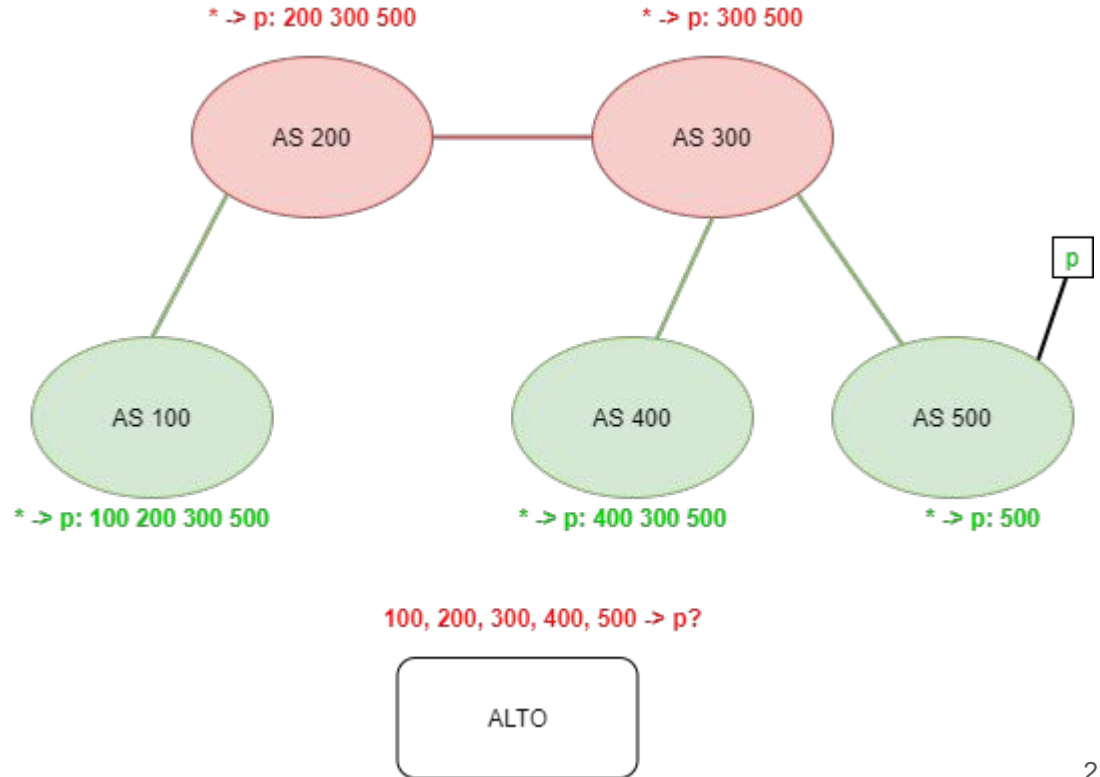 * -> p: 200 300 500
* -> p: 300 500
AS 200
AS 300
p
AS 100
AS 400
AS 500
* -> p: 100 200 300 500
* -> p: 400 300 500
* -> p: 500
100, 200, 300, 400, 500 -> p?
ALTO
2